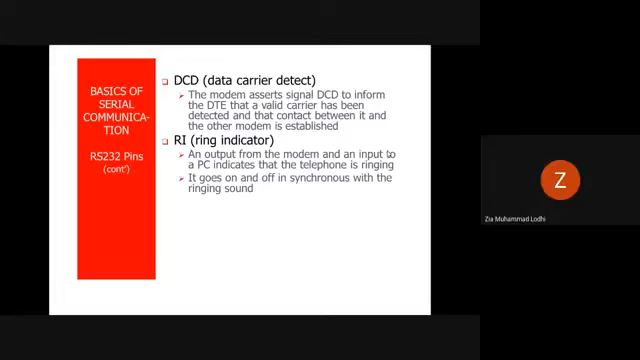 BASICS OF
SERIAL
COMMUNICA-
TION
RS232 Pins
(cont')
DCD (data carrier detect)
The modem asserts signal DCD to inform
the DTE that a valid carrier has been
detected and that contact between it and
the other modem is established
RI (ring indicator)
An output from the modem and an input to
a PC indicates that the telephone is ringing
It goes on and off in synchronous with the
ringing sound
Z
Zia Muhammad Lodhi